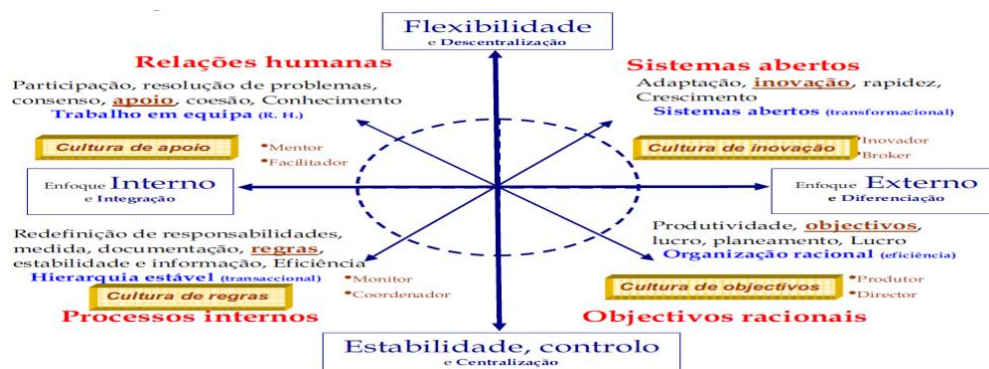 Flexibilidade
e Descentralização
Relações humanas
Participação, resolução de problemas,
consenso, apoio, coesão, Conhecimento
Trabalho em equipa (R. H.)
Cultura de apoio
•Mentor
•Facilitador
Sistemas abertos
Adaptação, inovação, rapidez,
Crescimento
Sistemas abertos (transformacional)
Cultura de inovação
•Inovador
•Broker
Enfoque Interno
e Integração
Enfoque Externo
e Diferenciação
Redefinição de responsabilidades,
medida, documentação, regras,
estabilidade e informação, Eficiência
Hierarquia estável (transaccional)
Cultura de regras
•Monitor
•Coordenador
Processos internos
Produtividade, objectivos,
lucro, planeamento, Lucro
Organização racional (eficiência)
Cultura de objectivos
•Produtor
•Director
Objectivos racionais
Estabilidade, controlo
e Centralização